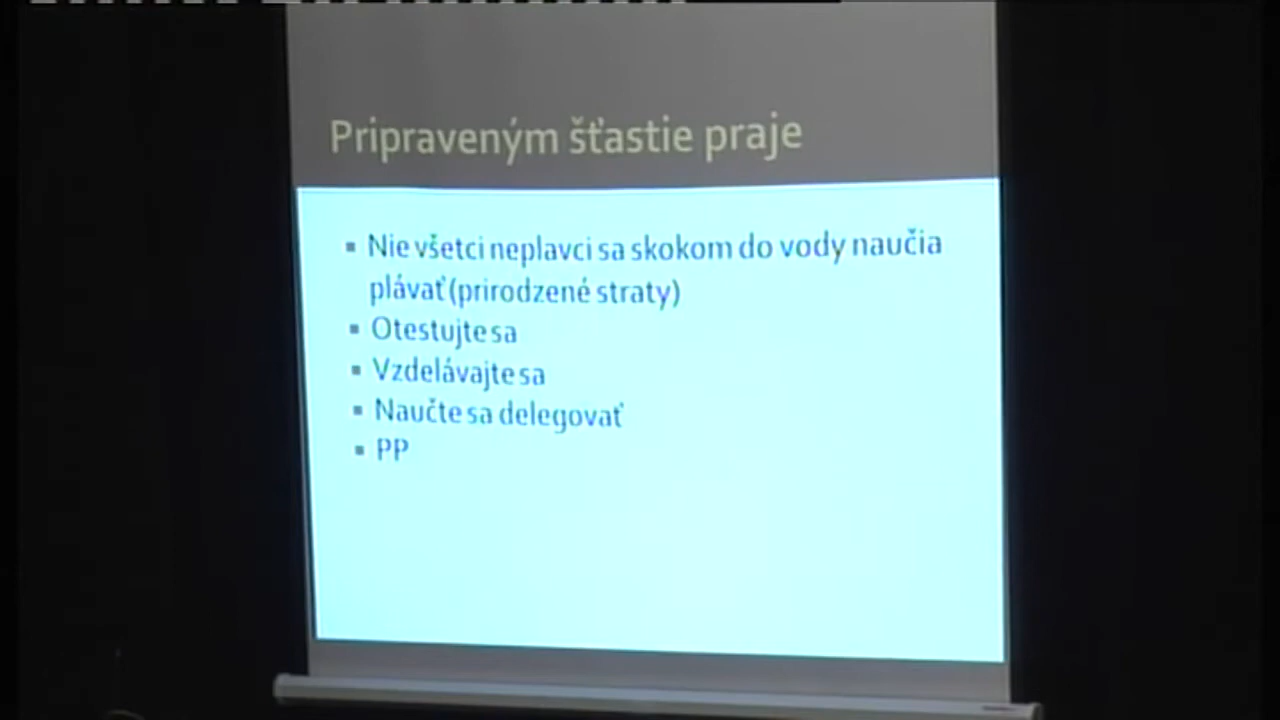 Pripraveným šťastie praje
▪ Nie všetci neplavci sa skokom do vody naučia
plávať (prirodzené straty)
▪ Otestujte sa
▪ Vzdelávajte sa
▪ Naučte sa delegovať
▪ PP